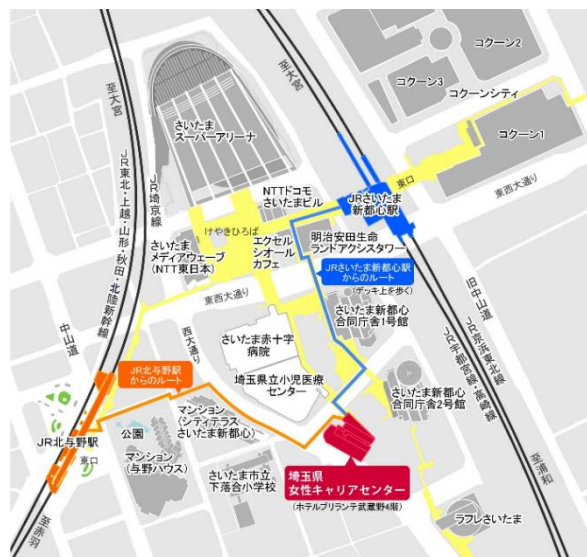 至大宮
JR東北・上越・山形・秋田・北陸新幹線
JR埼京線
さいたま
スーパーアリーナ
至大宮
コクーン2
コクーン3
コクーンシティ
コクーン1
東口
JRさいたま
新都心駅
東西大通り
NTTドコモ
さいたまビル
けやきひろば
エクセル
シオール
カフェ
明治安田生命
ランドアクシスタワー
さいたま
メディアウェーブ
(NTT東日本)
JRさいたま新都心駅
からのルート
(デッキ上を歩く)
東西大通り
中山道
西大通り
さいたま赤十字
病院
埼玉県立小児医療
センター
さいたま新都心
合同庁舎1号館
旧中山道
JR京浜東北線
JR宇都宮線・高崎線
さいたま新都心
合同庁舎2号館
JR北与野駅
からのルート
JR北与野駅
東口
公園
マンション
(シティテラス
さいたま新都心)
マンション
(与野ハウス)
さいたま市立
下落合小学校
埼玉県
女性キャリアセンター
(ホテルブリランテ武蔵野4階)
ラフレさいたま
至浦和
至赤羽